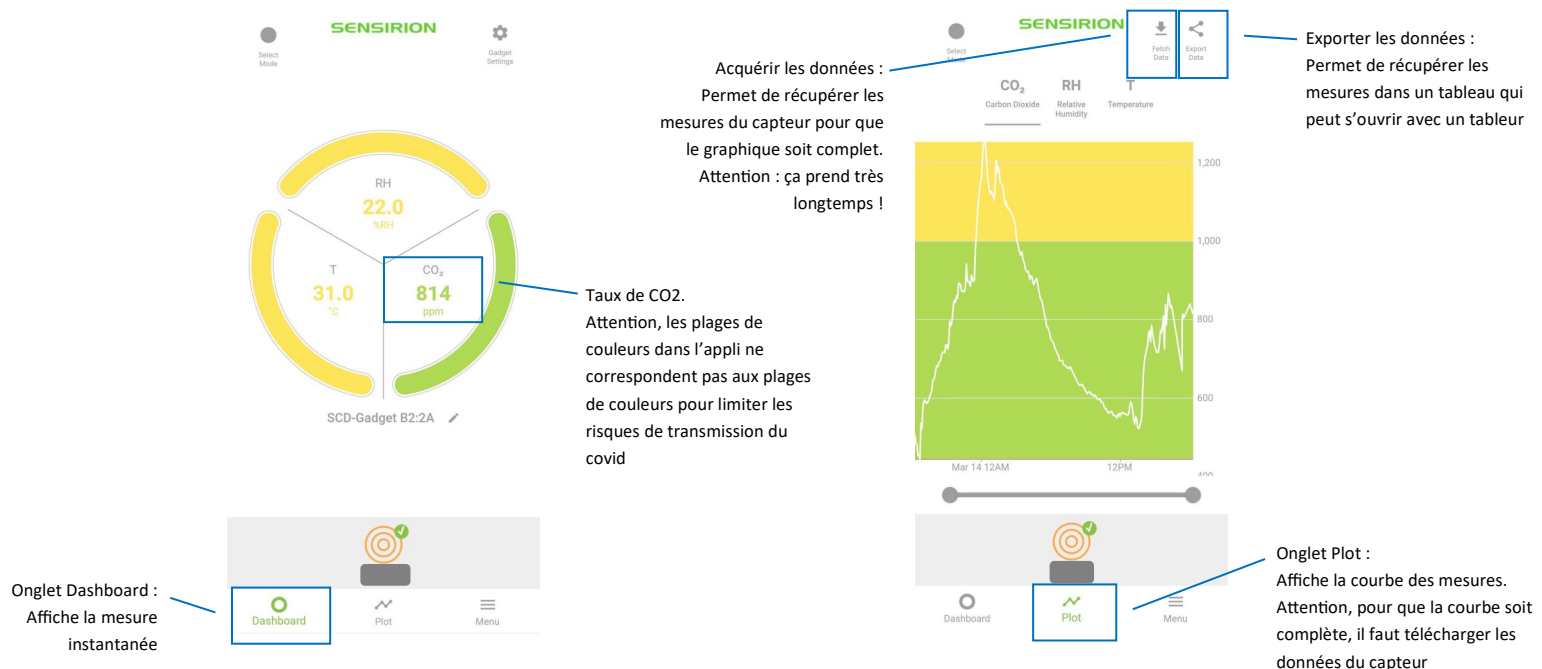 SENSIRION
Select
Mode
Gadget
Settings
RH
22.0
%RH
T
31.0
°C
CO₂
814
ppm
SCD-Gadget B2:2A
Taux de CO2.
Attention, les plages de
couleurs dans l’appli ne
correspondent pas aux plages
de couleurs pour limiter les
risques de transmission du
covid
Onglet Dashboard :
Affiche la mesure
instantanée
Dashboard
Plot
Menu
Acquérir les données :
Permet de récupérer les
mesures du capteur pour que
le graphique soit complet.
Attention : ça prend très
longtemps !
SENSIRION
Select
Mode
Fetch
Data
Export
Data
Exporter les données :
Permet de récupérer les
mesures dans un tableau qui
peut s’ouvrir avec un tableur
CO₂
Carbon Dioxide
RH
Relative
Humidity
T
Temperature
1,200
1,000
800
600
400
Mar 14 12AM
12PM
Dashboard
Plot
Menu
Onglet Plot :
Affiche la courbe des mesures.
Attention, pour que la courbe soit
complète, il faut télécharger les
données du capteur